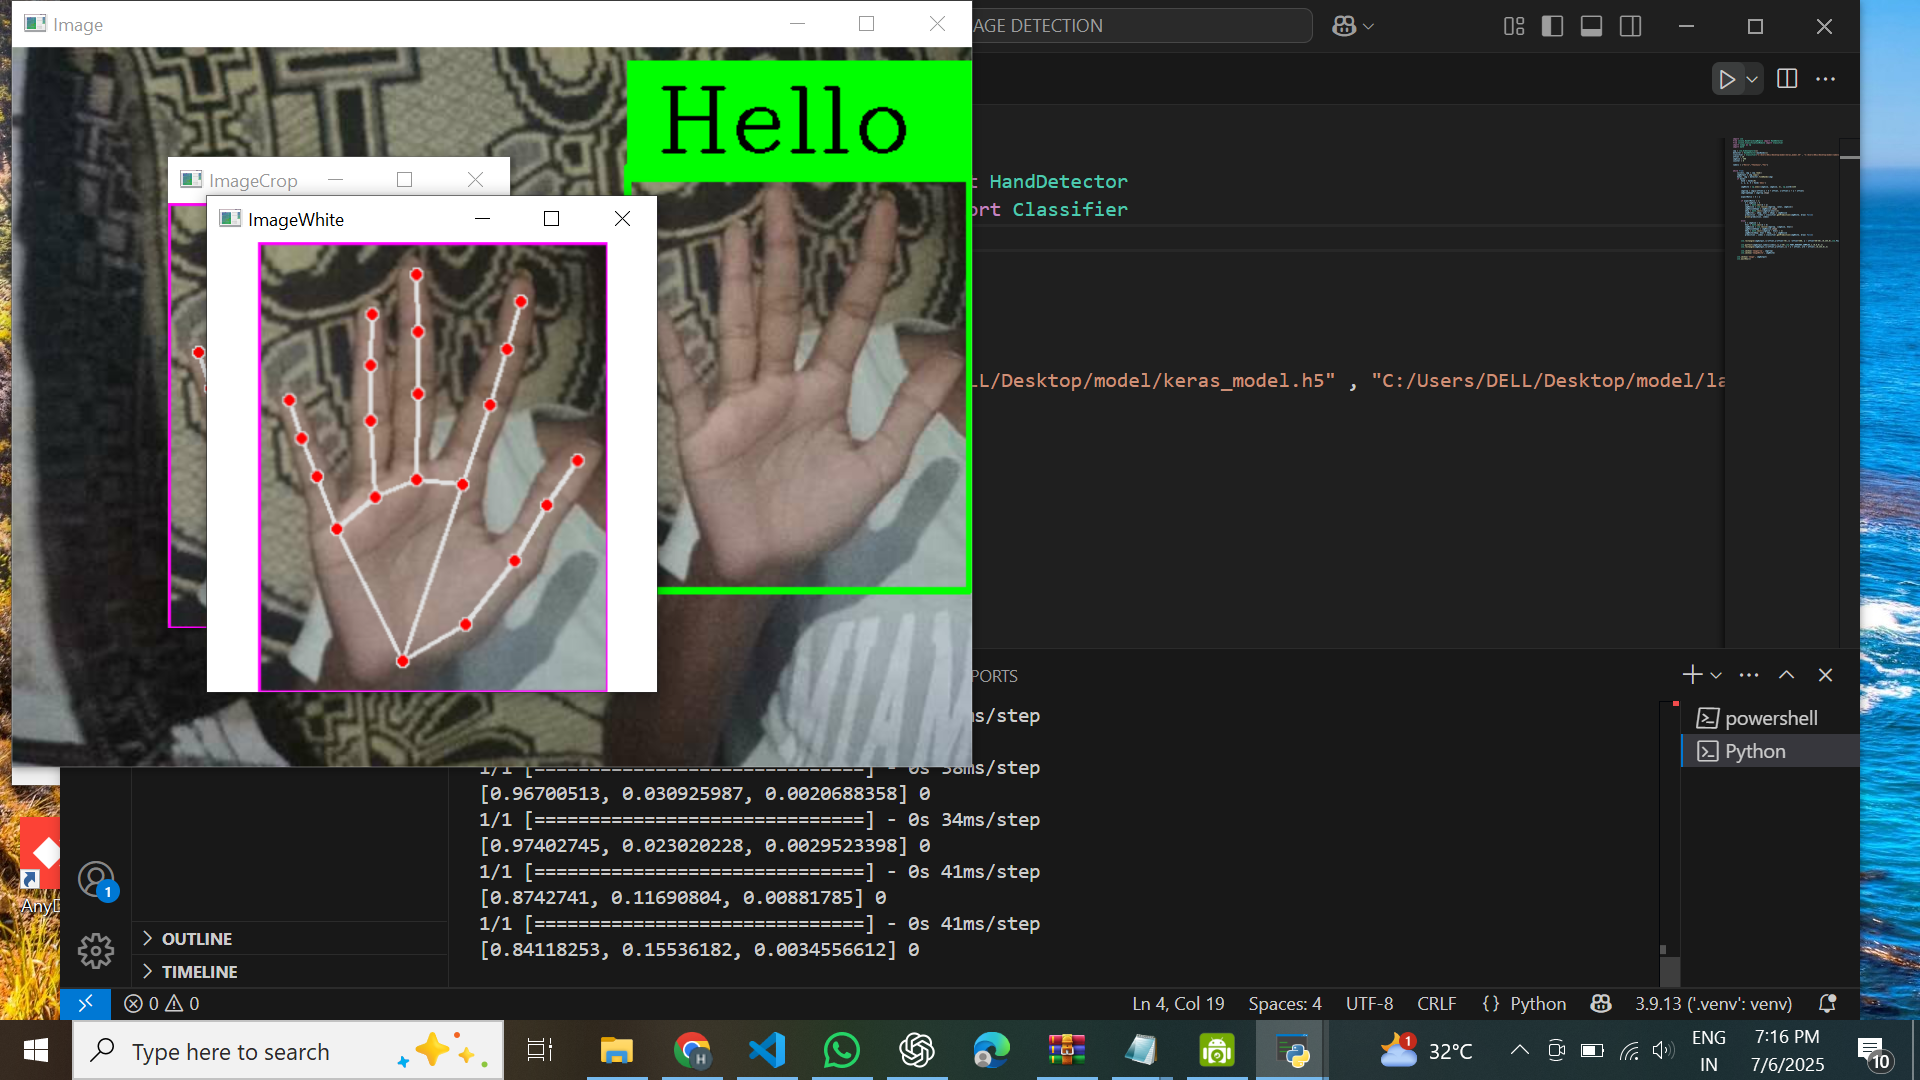 Image
AGE DETECTION
Hello
ImageCrop
ImageWhite
HandDetector
ort Classifier
LL/Desktop/model/keras_model.h5" , "C:/Users/DELL/Desktop/model/la
PORTS
ms/step
powershell
Python
1/1 [==============================] - 0s 38ms/step
[0.96700513, 0.030925987, 0.0020688358] 0
1/1 [==============================] - 0s 34ms/step
[0.97402745, 0.023020228, 0.0029523398] 0
1/1 [==============================] - 0s 41ms/step
[0.8742741, 0.11690804, 0.00881785] 0
1/1 [==============================] - 0s 41ms/step
[0.84118253, 0.15536182, 0.0034556612] 0
1
AnyD
OUTLINE
TIMELINE
0 0
Ln 4, Col 19 Spaces: 4 UTF-8 CRLF {} Python 3.9.13 ('.venv': venv)
Type here to search
1 32°C
ENG
IN
7:16 PM
7/6/2025
10